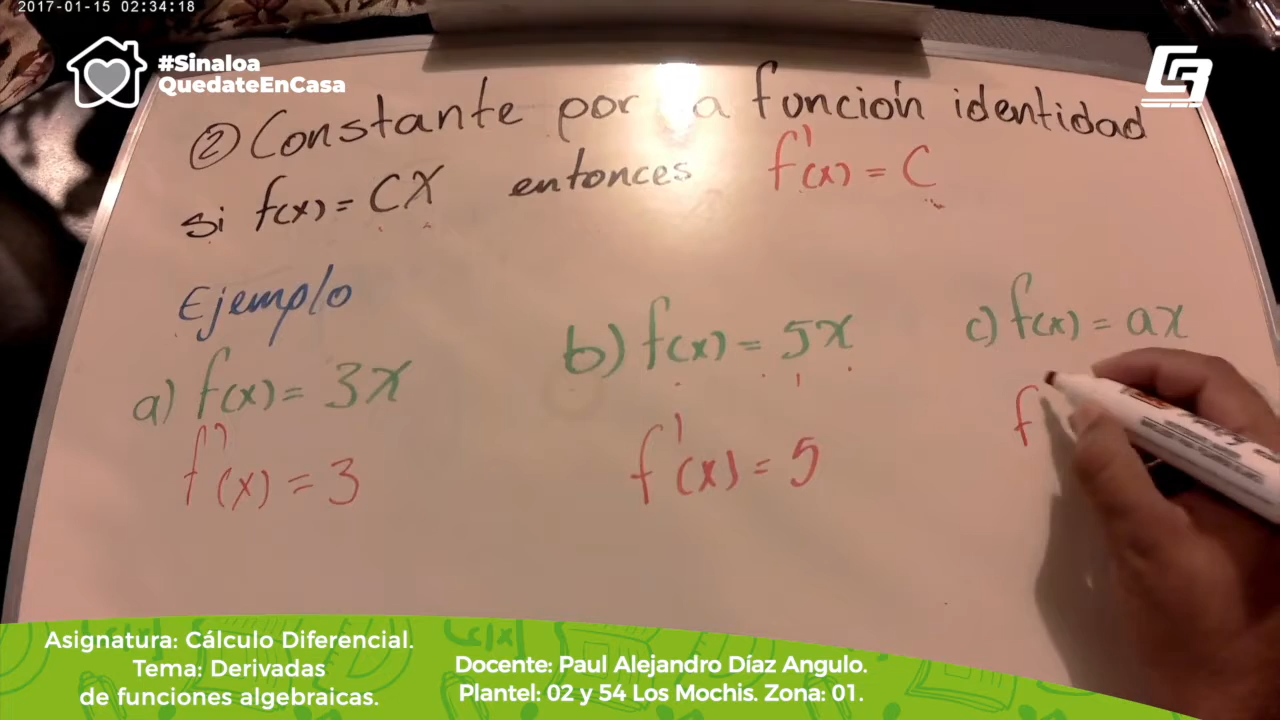 2017-01-15 02:34:18
#Sinaloa
QuedateEnCasa
② Constante por a función identidad
si f(x) = CX entonces f'(x) = C
Ejemplo
a) f(x) = 3x
b) f(x) = 5x
c) f(x) = ax
f'(x) = 3
f'(x) = 5
f
Asignatura: Cálculo Diferencial.
Tema: Derivadas
de funciones algebraicas.
Docente: Paul Alejandro Díaz Angulo.
Plantel: 02 y 54 Los Mochis. Zona: 01.